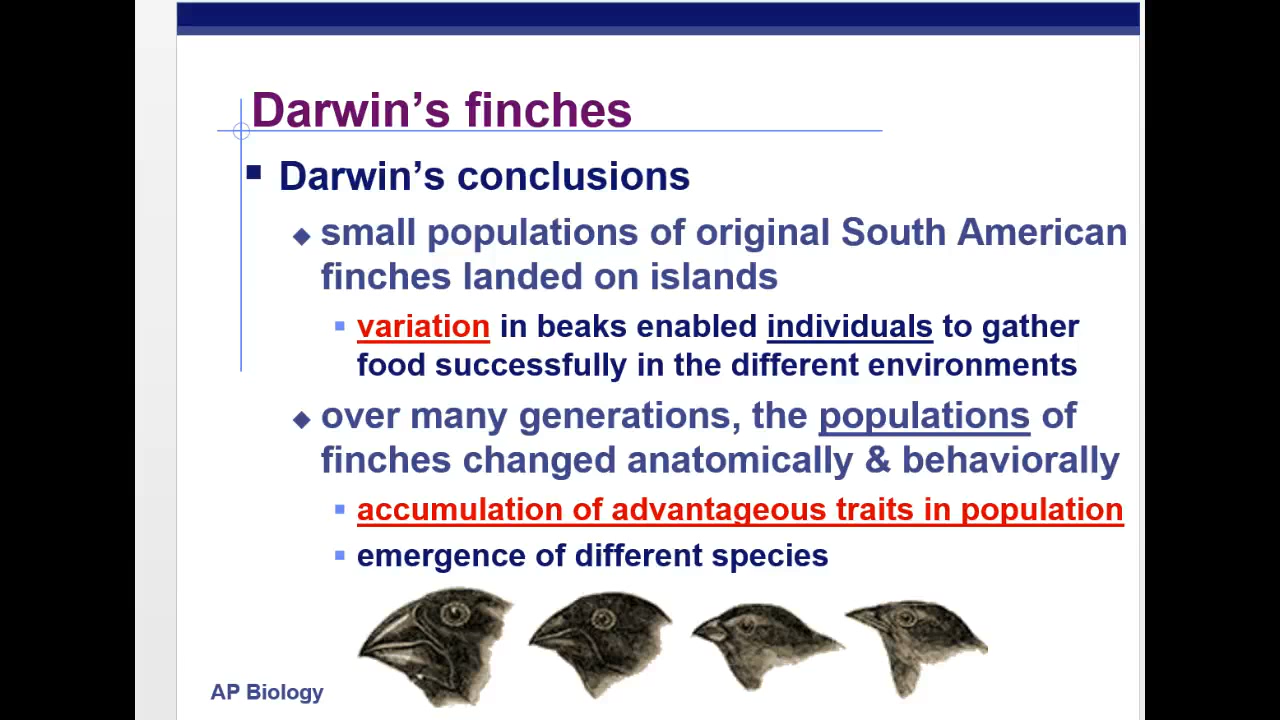 Darwin’s finches
Darwin’s conclusions
small populations of original South American
finches landed on islands
variation in beaks enabled individuals to gather
food successfully in the different environments
over many generations, the populations of
finches changed anatomically & behaviorally
accumulation of advantageous traits in population
emergence of different species
AP Biology